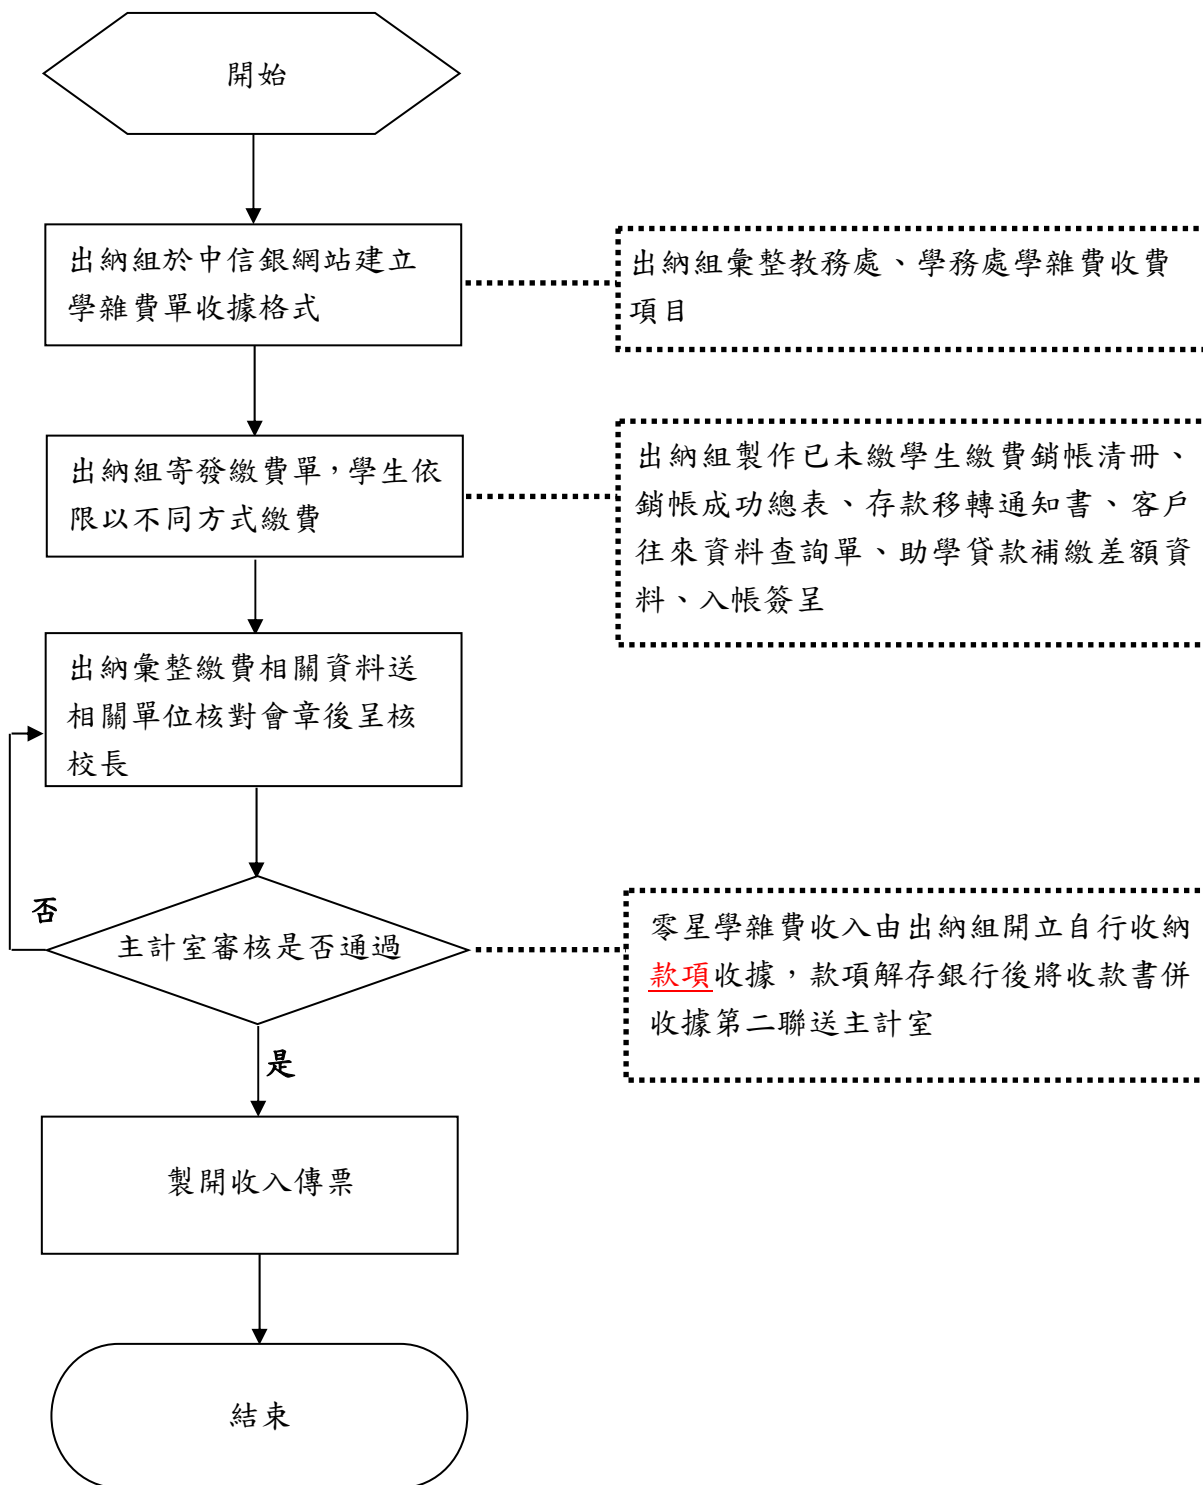 開始
出納組於中信銀網站建立
學雜費單收據格式
出納組彙整教務處、學務處學雜費收費
項目
出納組寄發繳費單，學生依
限以不同方式繳費
出納組製作已未繳學生繳費銷帳清冊、
銷帳成功總表、存款移轉通知書、客戶
往來資料查詢單、助學貸款補繳差額資
料、入帳簽呈
出納彙整繳費相關資料送
相關單位核對會章後呈核
校長
否
主計室審核是否通過
零星學雜費收入由出納組開立自行收納
款項收據，款項解存銀行後將收款書併
收據第二聯送主計室
是
製開收入傳票
結束